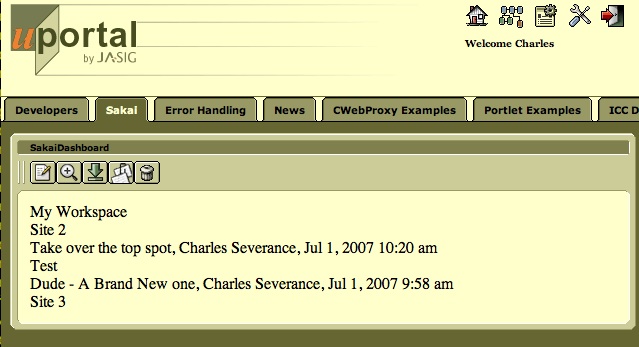 uportal
by JA-SIG
Welcome Charles
Developers
Sakai
Error Handling
News
CWebProxy Examples
Portlet Examples
ICC D
SakaiDashboard
My Workspace
Site 2
Take over the top spot, Charles Severance, Jul 1, 2007 10:20 am
Test
Dude - A Brand New one, Charles Severance, Jul 1, 2007 9:58 am
Site 3